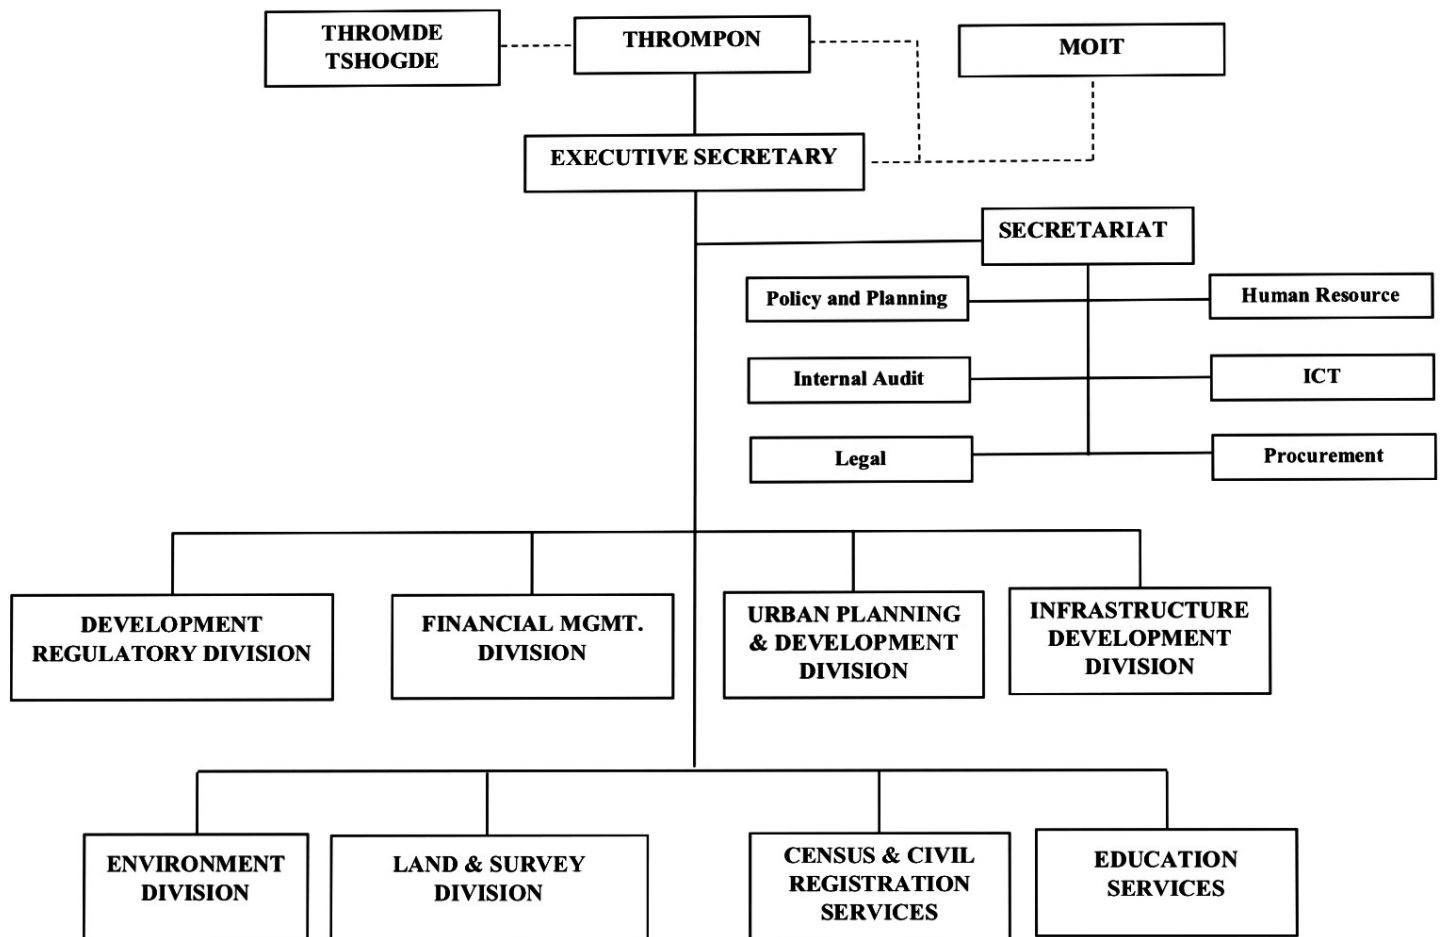 THROMDE
TSHOGDE
THROMPON
MOIT
EXECUTIVE SECRETARY
SECRETARIAT
Policy and Planning
Human Resource
Internal Audit
ICT
Legal
Procurement
DEVELOPMENT
REGULATORY DIVISION
FINANCIAL MGMT.
DIVISION
URBAN PLANNING
& DEVELOPMENT
DIVISION
INFRASTRUCTURE
DEVELOPMENT
DIVISION
ENVIRONMENT
DIVISION
LAND & SURVEY
DIVISION
CENSUS & CIVIL
REGISTRATION
SERVICES
EDUCATION
SERVICES